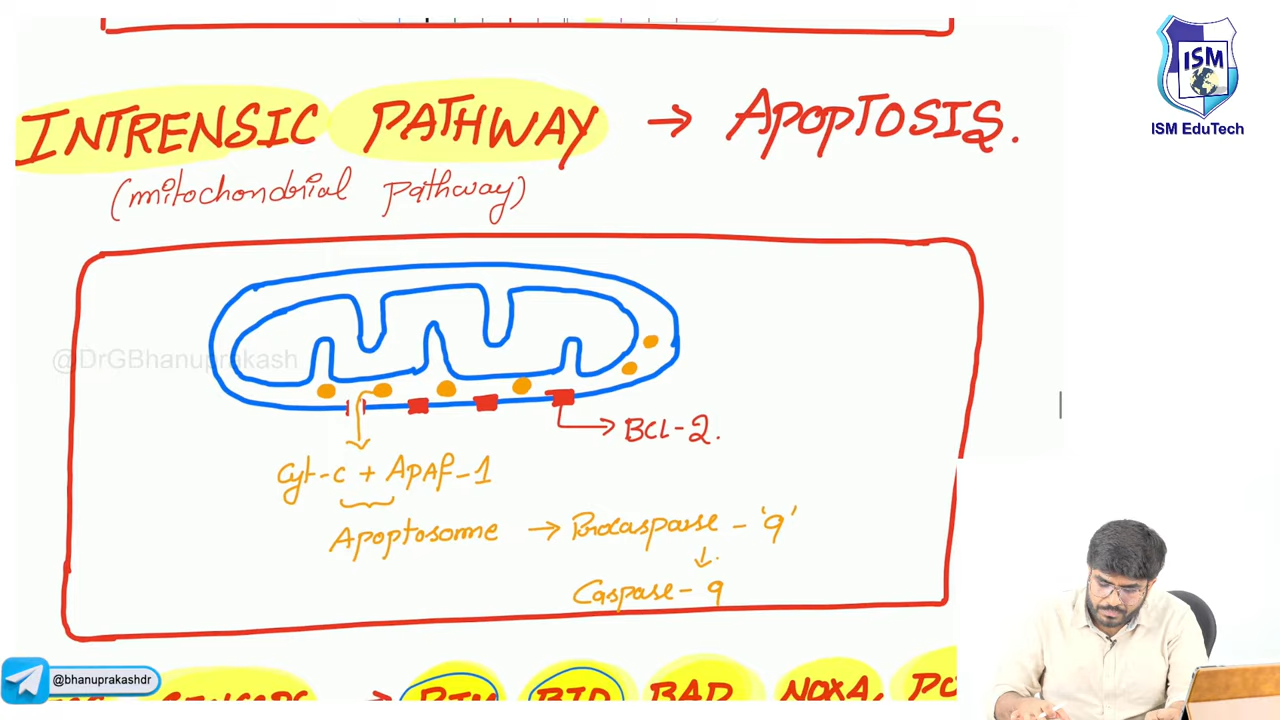 ISM
ISM EduTech
INTRENSIC PATHWAY → APOPTOSIS.
(mitochondrial pathway)
@DrGBhanuprakash
BCL-2.
Cyt-c + APAF-1
Apoptosome → Procaspase - '9'
↓
Caspase - 9
@bhanuprakashdr
→ BIM BID BAD NOXA,